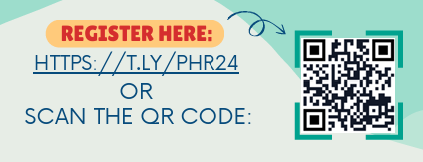 REGISTER HERE:
HTTPS://T.LY/PHR24
OR
SCAN THE QR CODE: